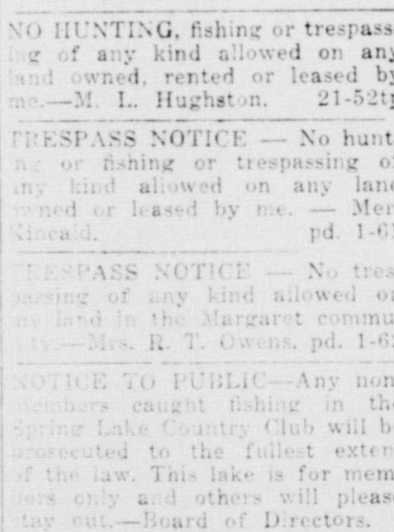 NO HUNTING, fishing or trespass-
ing of any kind allowed on any
land owned, rented or leased by
me.—M. L. Hughston. 21-52tp
TRESPASS NOTICE — No hunt-
ing or fishing or trespassing of
any kind allowed on any land
owned or leased by me. — Merl
Kincaid. pd. 1-62
TRESPASS NOTICE — No tres-
passing of any kind allowed on
any land in the Margaret commu-
nity.—Mrs. R. T. Owens. pd. 1-62
NOTICE TO PUBLIC—Any non-
members caught fishing in the
Spring Lake Country Club will be
prosecuted to the fullest extent
of the law. This lake is for mem-
bers only and others will please
stay out.—Board of Directors.